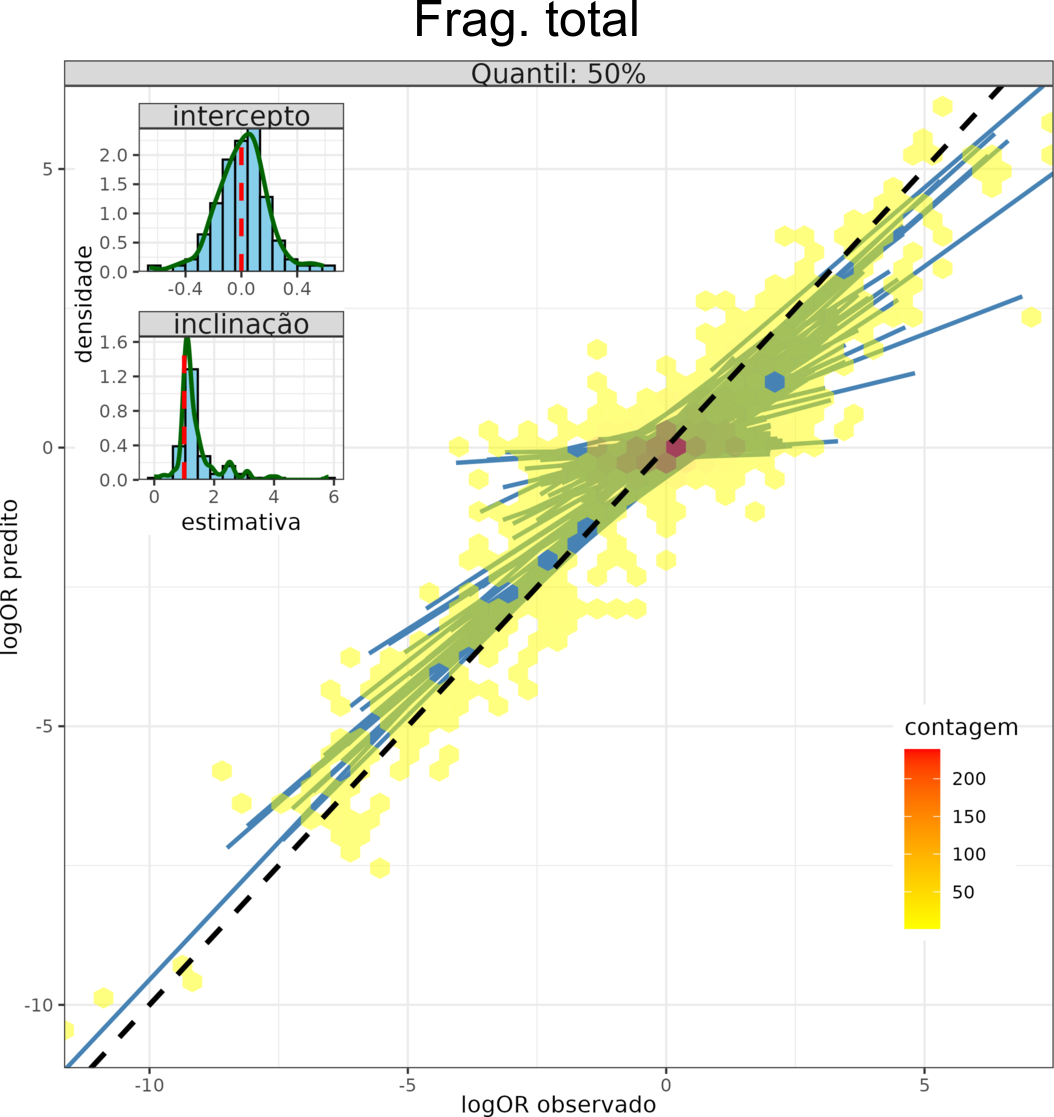 Frag. total
Quantil: 50%
intercepto
2.0
1.5
1.0
0.5
0.0
-0.4 0.0 0.4
densidade
inclinação
1.6
1.2
0.8
0.4
0.0
0 2 4 6
estimativa
logOR predito
5
0
-5
-10
contagem
200
150
100
50
-10 -5 0 5
logOR observado